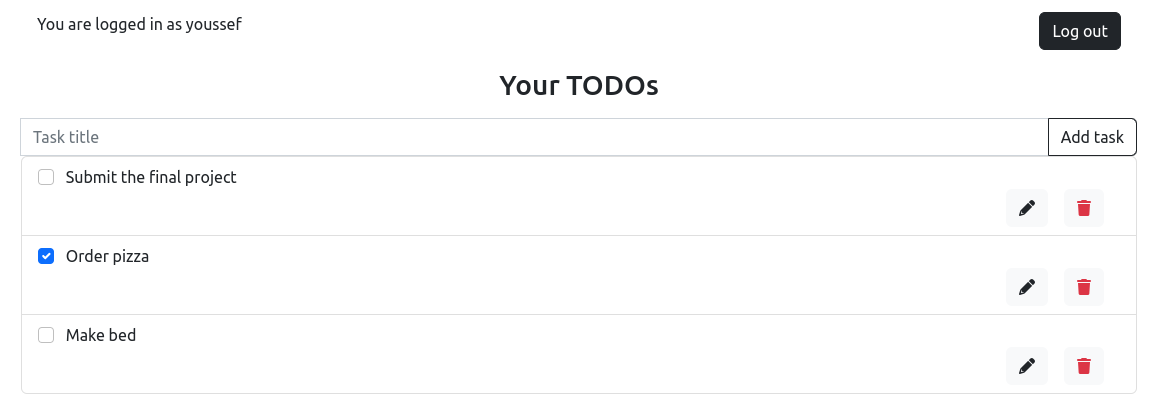 You are logged in as youssef
Log out
Your TODOs
Task title
Add task
Submit the final project
Order pizza
Make bed